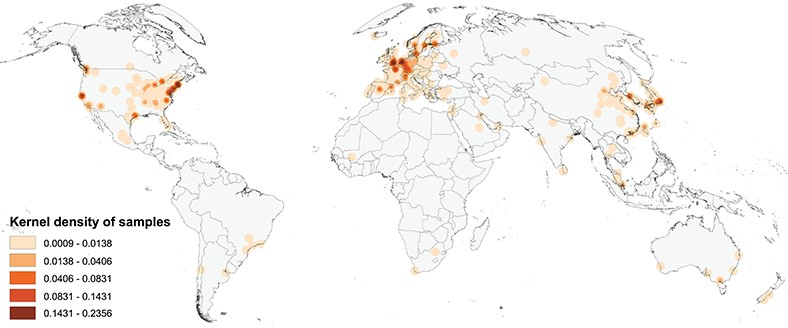 Kernel density of samples
0.0009 - 0.0138
0.0138 - 0.0406
0.0406 - 0.0831
0.0831 - 0.1431
0.1431 - 0.2356